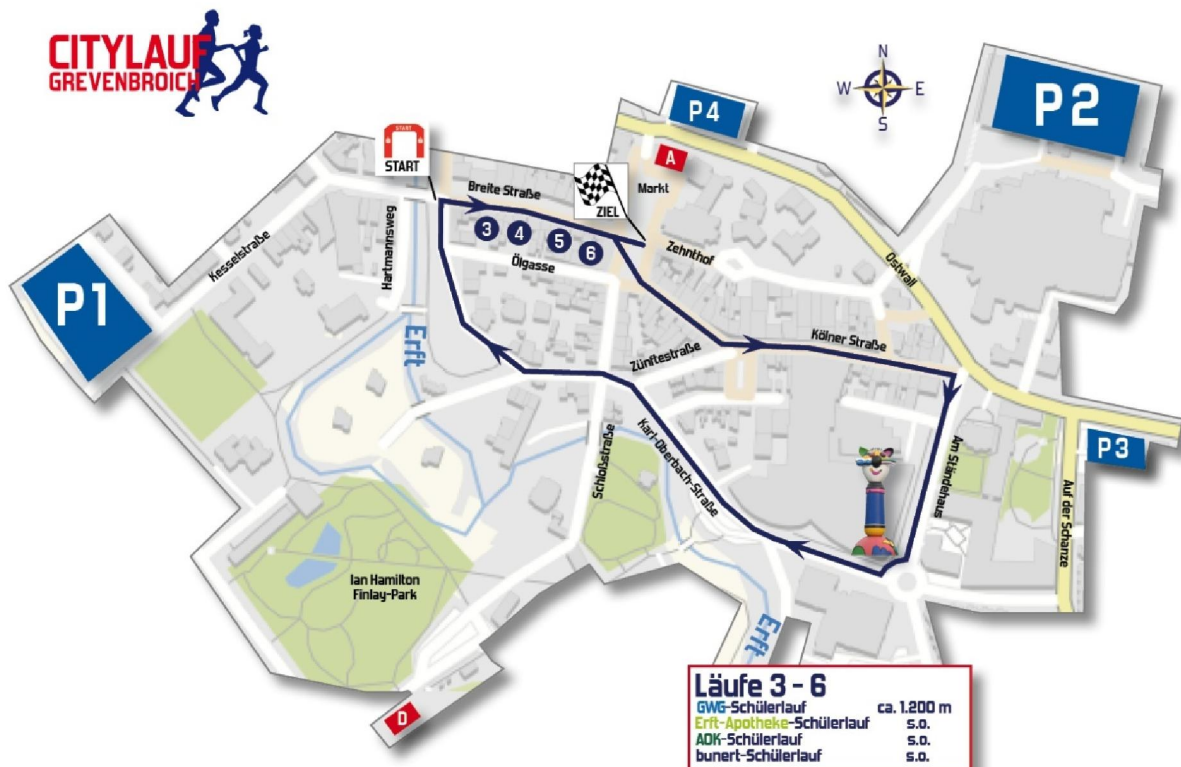 CITYLAUF
GREVENBROICH
N
W E
S
P4
P2
START
START
A
Breite Straße
ZIEL
Markt
3 4 5 6
Hartmannsweg
Kesselstraße
Ölgasse
Zehnthof
Ostwall
P1
Erft
Zünftestraße
Kölner Straße
Schloßstraße
Karl-Oberbach-Straße
Am Ständehaus
P3
Auf der Schanze
Ian Hamilton
Finlay-Park
Erft
D
Läufe 3 - 6
GWG-Schülerlauf ca. 1.200 m
Erft-Apotheke-Schülerlauf s.o.
AOK-Schülerlauf s.o.
bunert-Schülerlauf s.o.